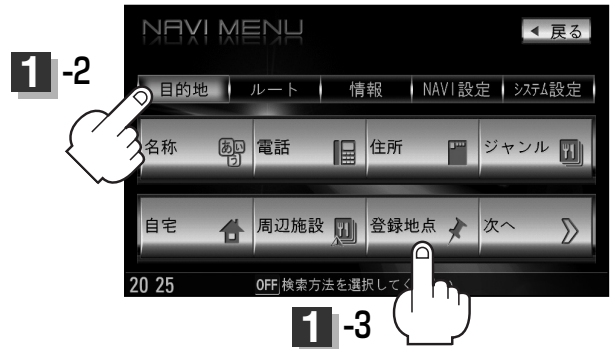 NAVI MENU ◀ 戻る
1 -2
目的地 ルート 情報 NAVI設定 システム設定
名称 あいう 電話 住所 ジャンル
自宅 周辺施設 登録地点 次へ
20 25 OFF 検索方法を選択してく
1 -3